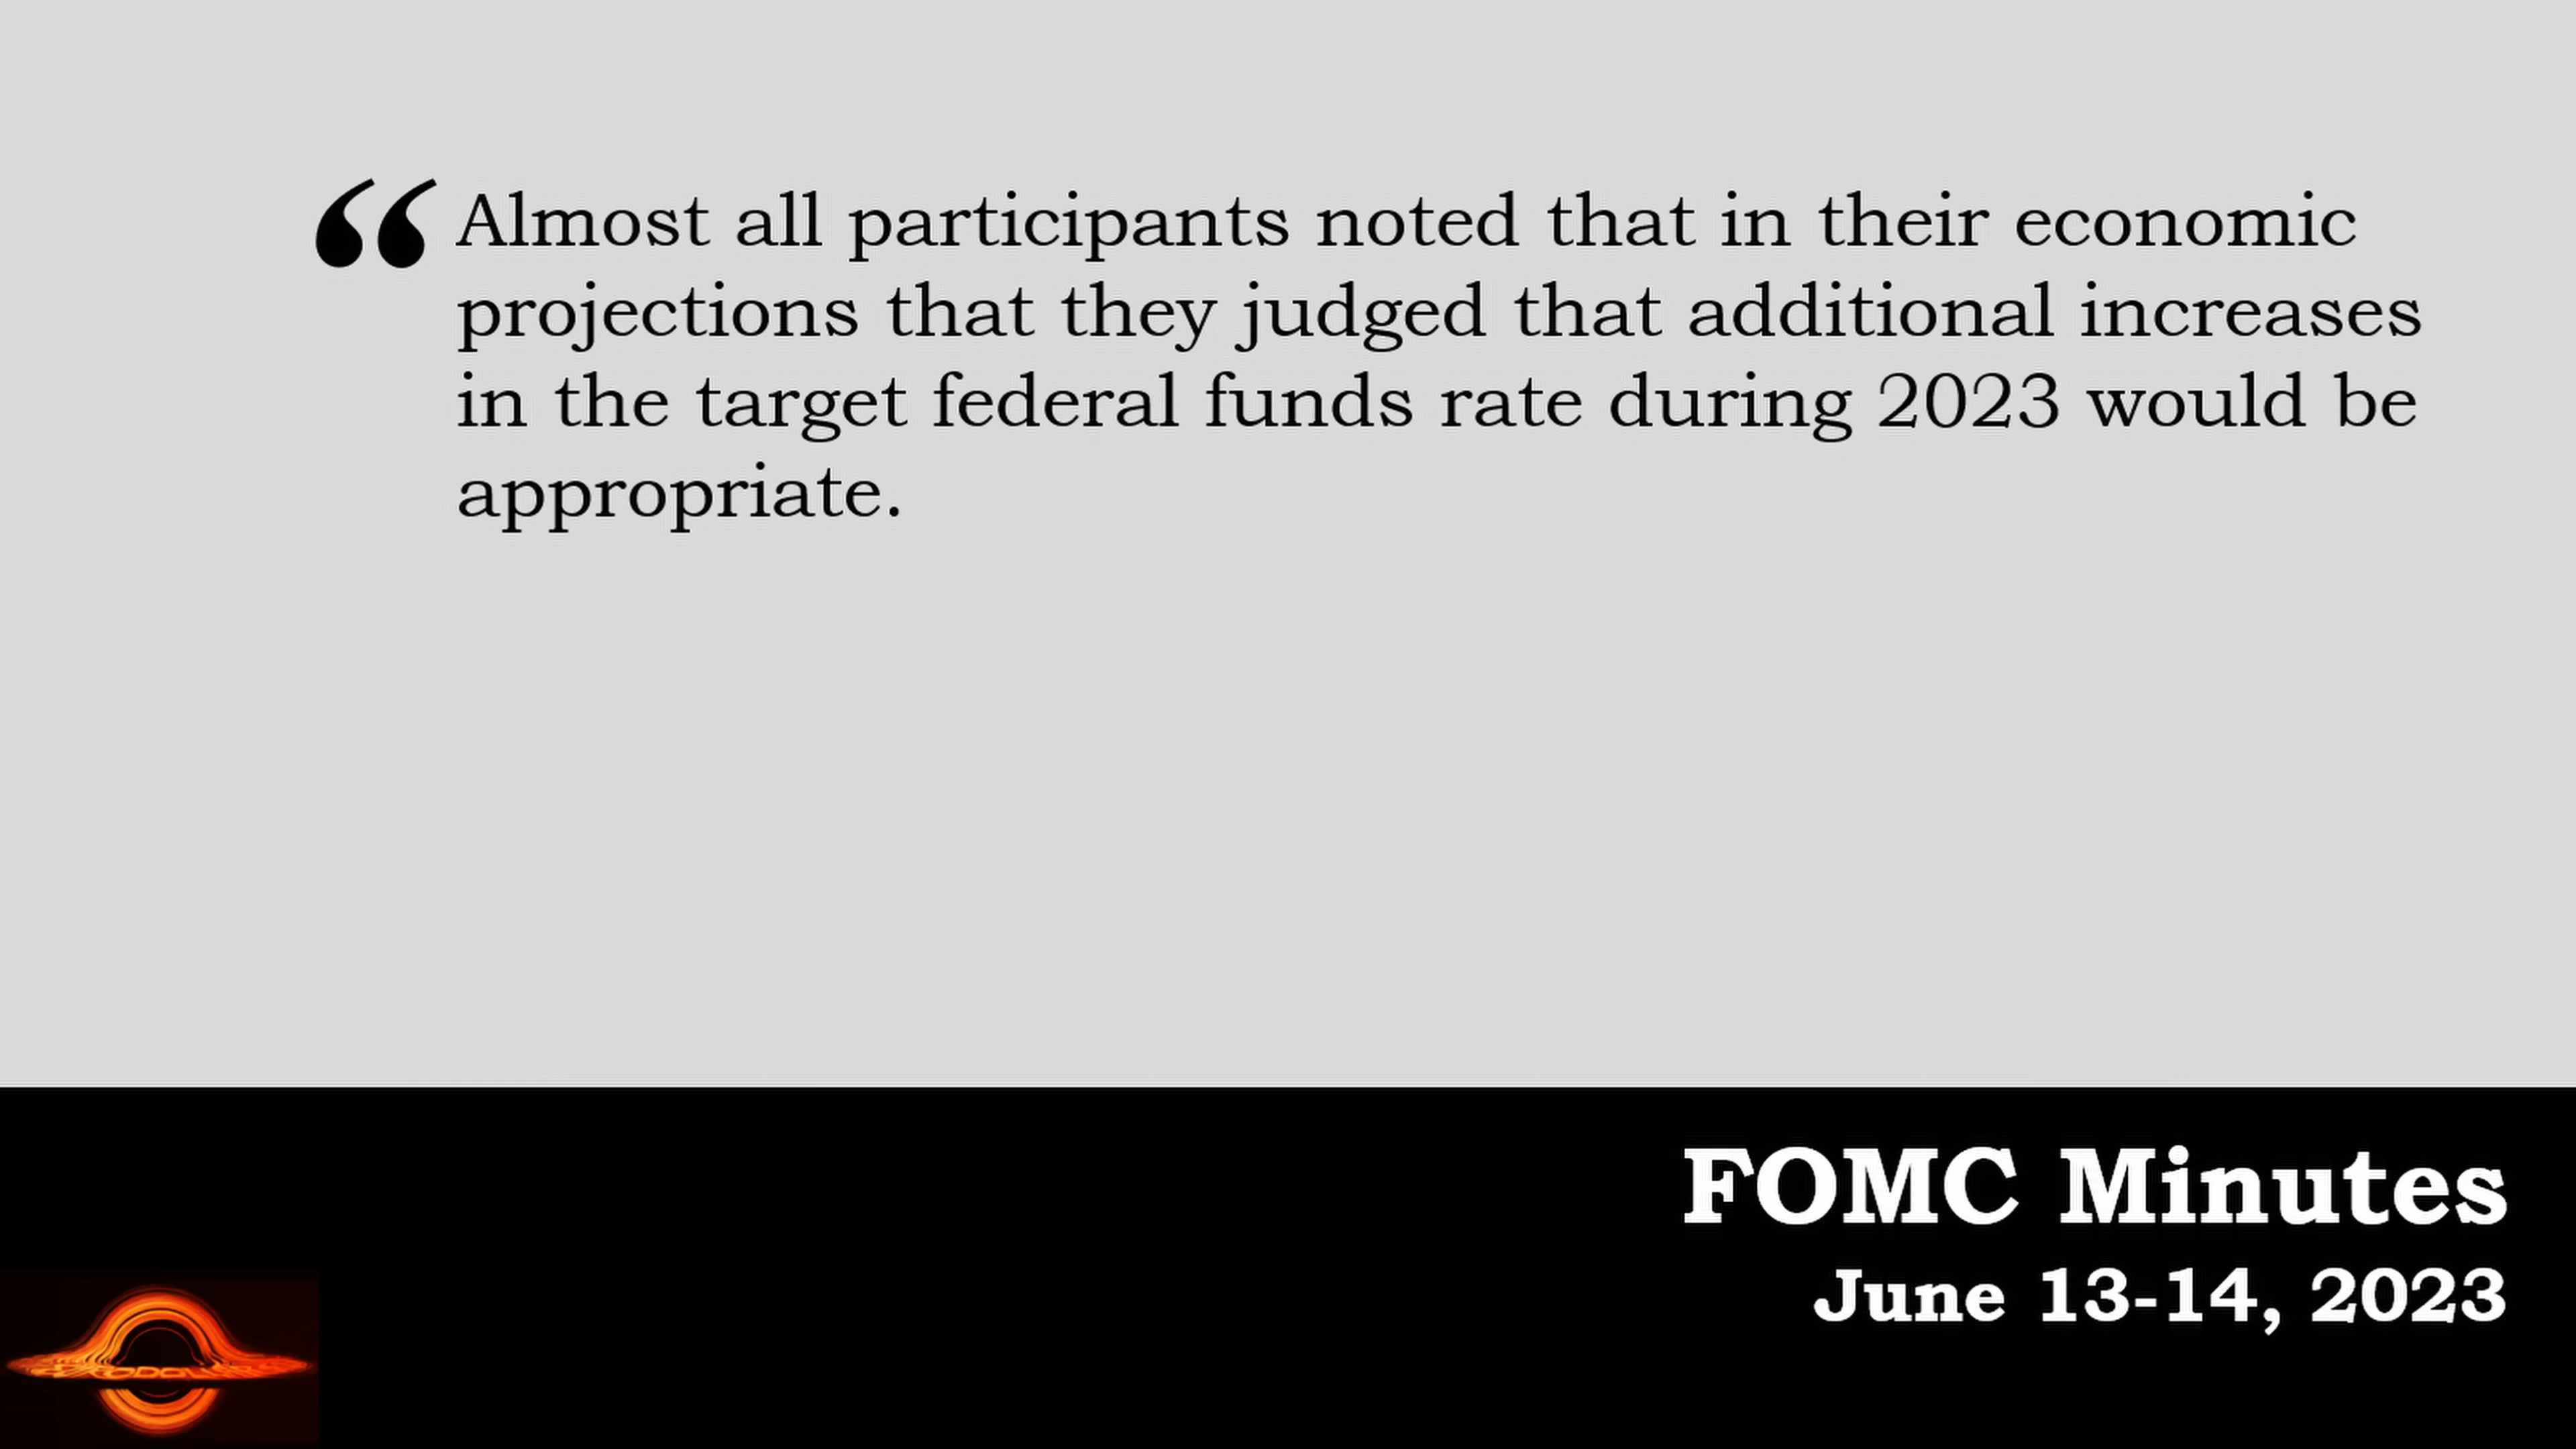 “Almost all participants noted that in their economic
projections that they judged that additional increases
in the target federal funds rate during 2023 would be
appropriate.
FOMC Minutes
June 13-14, 2023